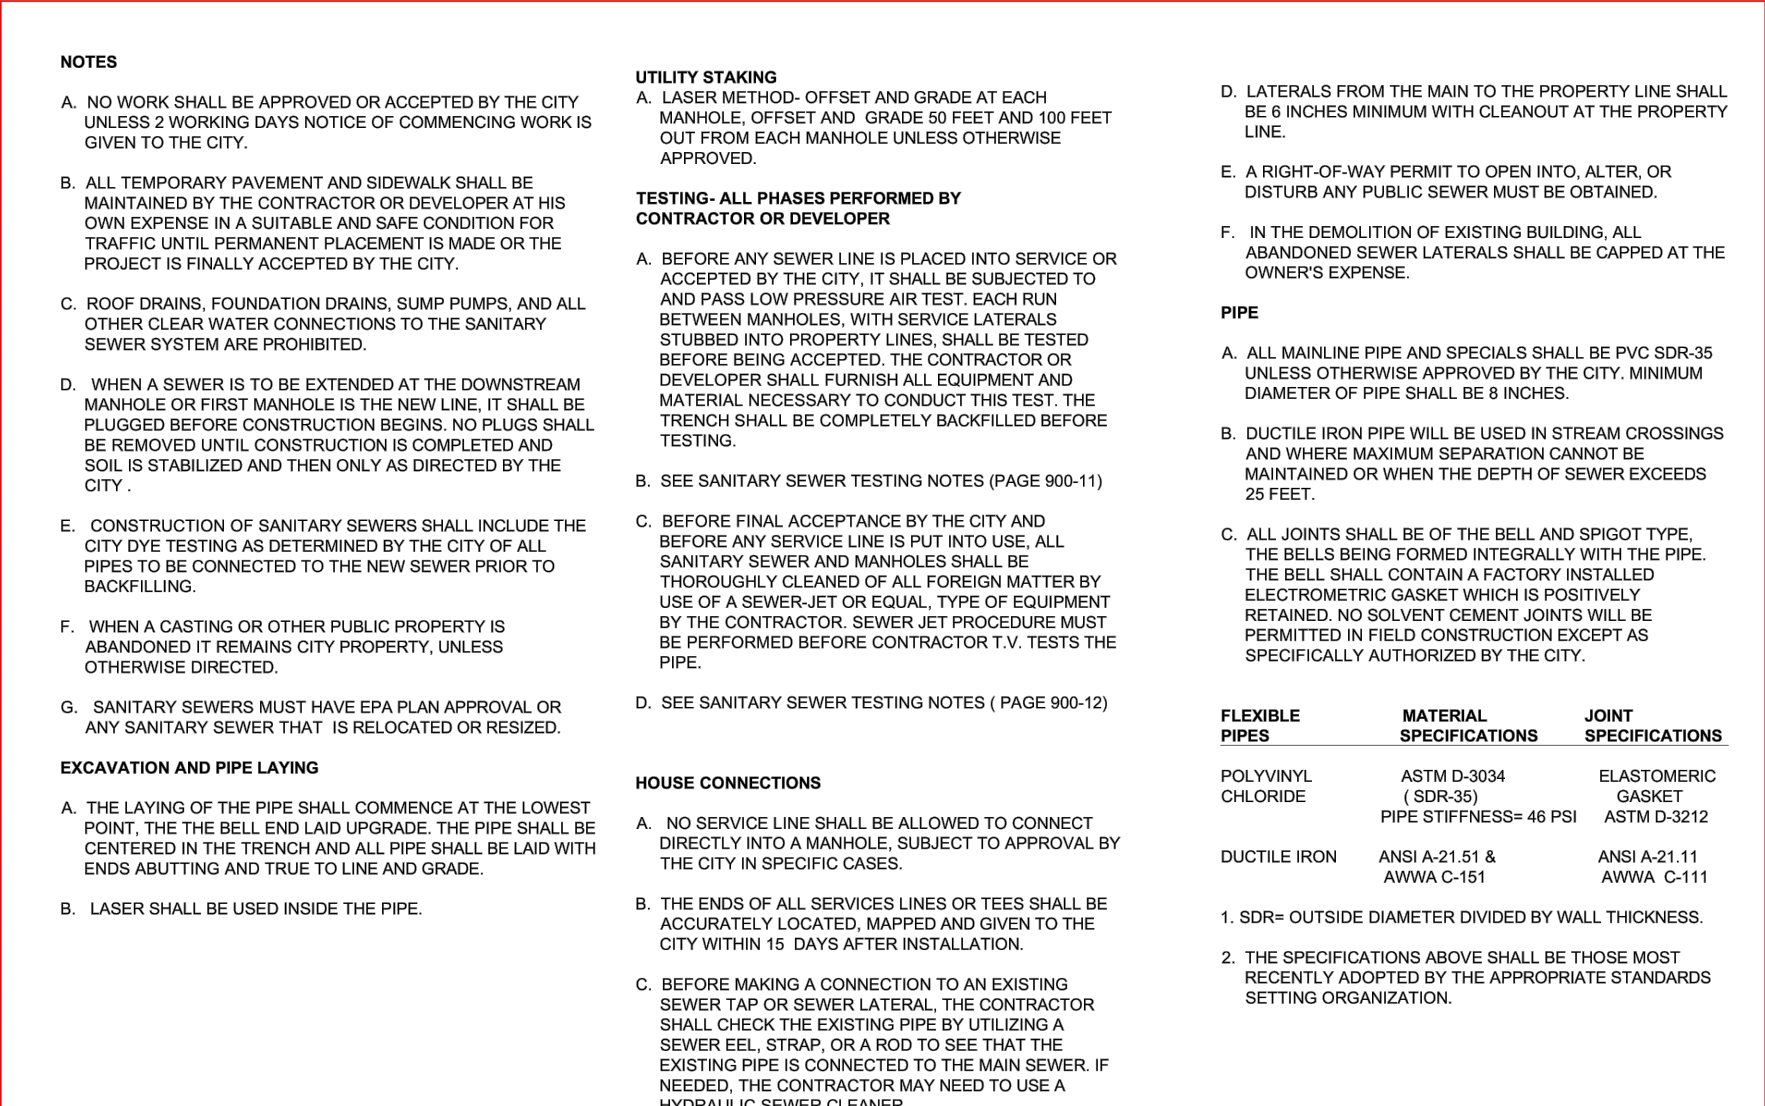 NOTES
A. NO WORK SHALL BE APPROVED OR ACCEPTED BY THE CITY
UNLESS 2 WORKING DAYS NOTICE OF COMMENCING WORK IS
GIVEN TO THE CITY.
B. ALL TEMPORARY PAVEMENT AND SIDEWALK SHALL BE
MAINTAINED BY THE CONTRACTOR OR DEVELOPER AT HIS
OWN EXPENSE IN A SUITABLE AND SAFE CONDITION FOR
TRAFFIC UNTIL PERMANENT PLACEMENT IS MADE OR THE
PROJECT IS FINALLY ACCEPTED BY THE CITY.
C. ROOF DRAINS, FOUNDATION DRAINS, SUMP PUMPS, AND ALL
OTHER CLEAR WATER CONNECTIONS TO THE SANITARY
SEWER SYSTEM ARE PROHIBITED.
D. WHEN A SEWER IS TO BE EXTENDED AT THE DOWNSTREAM
MANHOLE OR FIRST MANHOLE IS THE NEW LINE, IT SHALL BE
PLUGGED BEFORE CONSTRUCTION BEGINS. NO PLUGS SHALL
BE REMOVED UNTIL CONSTRUCTION IS COMPLETED AND
SOIL IS STABILIZED AND THEN ONLY AS DIRECTED BY THE
CITY .
E. CONSTRUCTION OF SANITARY SEWERS SHALL INCLUDE THE
CITY DYE TESTING AS DETERMINED BY THE CITY OF ALL
PIPES TO BE CONNECTED TO THE NEW SEWER PRIOR TO
BACKFILLING.
F. WHEN A CASTING OR OTHER PUBLIC PROPERTY IS
ABANDONED IT REMAINS CITY PROPERTY, UNLESS
OTHERWISE DIRECTED.
G. SANITARY SEWERS MUST HAVE EPA PLAN APPROVAL OR
ANY SANITARY SEWER THAT IS RELOCATED OR RESIZED.
EXCAVATION AND PIPE LAYING
A. THE LAYING OF THE PIPE SHALL COMMENCE AT THE LOWEST
POINT, THE THE BELL END LAID UPGRADE. THE PIPE SHALL BE
CENTERED IN THE TRENCH AND ALL PIPE SHALL BE LAID WITH
ENDS ABUTTING AND TRUE TO LINE AND GRADE.
B. LASER SHALL BE USED INSIDE THE PIPE.
UTILITY STAKING
A. LASER METHOD- OFFSET AND GRADE AT EACH
MANHOLE, OFFSET AND GRADE 50 FEET AND 100 FEET
OUT FROM EACH MANHOLE UNLESS OTHERWISE
APPROVED.
TESTING- ALL PHASES PERFORMED BY
CONTRACTOR OR DEVELOPER
A. BEFORE ANY SEWER LINE IS PLACED INTO SERVICE OR
ACCEPTED BY THE CITY, IT SHALL BE SUBJECTED TO
AND PASS LOW PRESSURE AIR TEST. EACH RUN
BETWEEN MANHOLES, WITH SERVICE LATERALS
STUBBED INTO PROPERTY LINES, SHALL BE TESTED
BEFORE BEING ACCEPTED. THE CONTRACTOR OR
DEVELOPER SHALL FURNISH ALL EQUIPMENT AND
MATERIAL NECESSARY TO CONDUCT THIS TEST. THE
TRENCH SHALL BE COMPLETELY BACKFILLED BEFORE
TESTING.
B. SEE SANITARY SEWER TESTING NOTES (PAGE 900-11)
C. BEFORE FINAL ACCEPTANCE BY THE CITY AND
BEFORE ANY SERVICE LINE IS PUT INTO USE, ALL
SANITARY SEWER AND MANHOLES SHALL BE
THOROUGHLY CLEANED OF ALL FOREIGN MATTER BY
USE OF A SEWER-JET OR EQUAL, TYPE OF EQUIPMENT
BY THE CONTRACTOR. SEWER JET PROCEDURE MUST
BE PERFORMED BEFORE CONTRACTOR T.V. TESTS THE
PIPE.
D. SEE SANITARY SEWER TESTING NOTES ( PAGE 900-12)
HOUSE CONNECTIONS
A. NO SERVICE LINE SHALL BE ALLOWED TO CONNECT
DIRECTLY INTO A MANHOLE, SUBJECT TO APPROVAL BY
THE CITY IN SPECIFIC CASES.
B. THE ENDS OF ALL SERVICES LINES OR TEES SHALL BE
ACCURATELY LOCATED, MAPPED AND GIVEN TO THE
CITY WITHIN 15 DAYS AFTER INSTALLATION.
C. BEFORE MAKING A CONNECTION TO AN EXISTING
SEWER TAP OR SEWER LATERAL, THE CONTRACTOR
SHALL CHECK THE EXISTING PIPE BY UTILIZING A
SEWER EEL, STRAP, OR A ROD TO SEE THAT THE
EXISTING PIPE IS CONNECTED TO THE MAIN SEWER. IF
NEEDED, THE CONTRACTOR MAY NEED TO USE A
HYDRAULIC SEWER CLEANER
D. LATERALS FROM THE MAIN TO THE PROPERTY LINE SHALL
BE 6 INCHES MINIMUM WITH CLEANOUT AT THE PROPERTY
LINE.
E. A RIGHT-OF-WAY PERMIT TO OPEN INTO, ALTER, OR
DISTURB ANY PUBLIC SEWER MUST BE OBTAINED.
F. IN THE DEMOLITION OF EXISTING BUILDING, ALL
ABANDONED SEWER LATERALS SHALL BE CAPPED AT THE
OWNER'S EXPENSE.
PIPE
A. ALL MAINLINE PIPE AND SPECIALS SHALL BE PVC SDR-35
UNLESS OTHERWISE APPROVED BY THE CITY. MINIMUM
DIAMETER OF PIPE SHALL BE 8 INCHES.
B. DUCTILE IRON PIPE WILL BE USED IN STREAM CROSSINGS
AND WHERE MAXIMUM SEPARATION CANNOT BE
MAINTAINED OR WHEN THE DEPTH OF SEWER EXCEEDS
25 FEET.
C. ALL JOINTS SHALL BE OF THE BELL AND SPIGOT TYPE,
THE BELLS BEING FORMED INTEGRALLY WITH THE PIPE.
THE BELL SHALL CONTAIN A FACTORY INSTALLED
ELECTROMETRIC GASKET WHICH IS POSITIVELY
RETAINED. NO SOLVENT CEMENT JOINTS WILL BE
PERMITTED IN FIELD CONSTRUCTION EXCEPT AS
SPECIFICALLY AUTHORIZED BY THE CITY.
FLEXIBLE MATERIAL JOINT
PIPES SPECIFICATIONS SPECIFICATIONS
POLYVINYL ASTM D-3034 ELASTOMERIC
CHLORIDE ( SDR-35) GASKET
PIPE STIFFNESS= 46 PSI ASTM D-3212
DUCTILE IRON ANSI A-21.51 & ANSI A-21.11
AWWA C-151 AWWA C-111
1. SDR= OUTSIDE DIAMETER DIVIDED BY WALL THICKNESS.
2. THE SPECIFICATIONS ABOVE SHALL BE THOSE MOST
RECENTLY ADOPTED BY THE APPROPRIATE STANDARDS
SETTING ORGANIZATION.